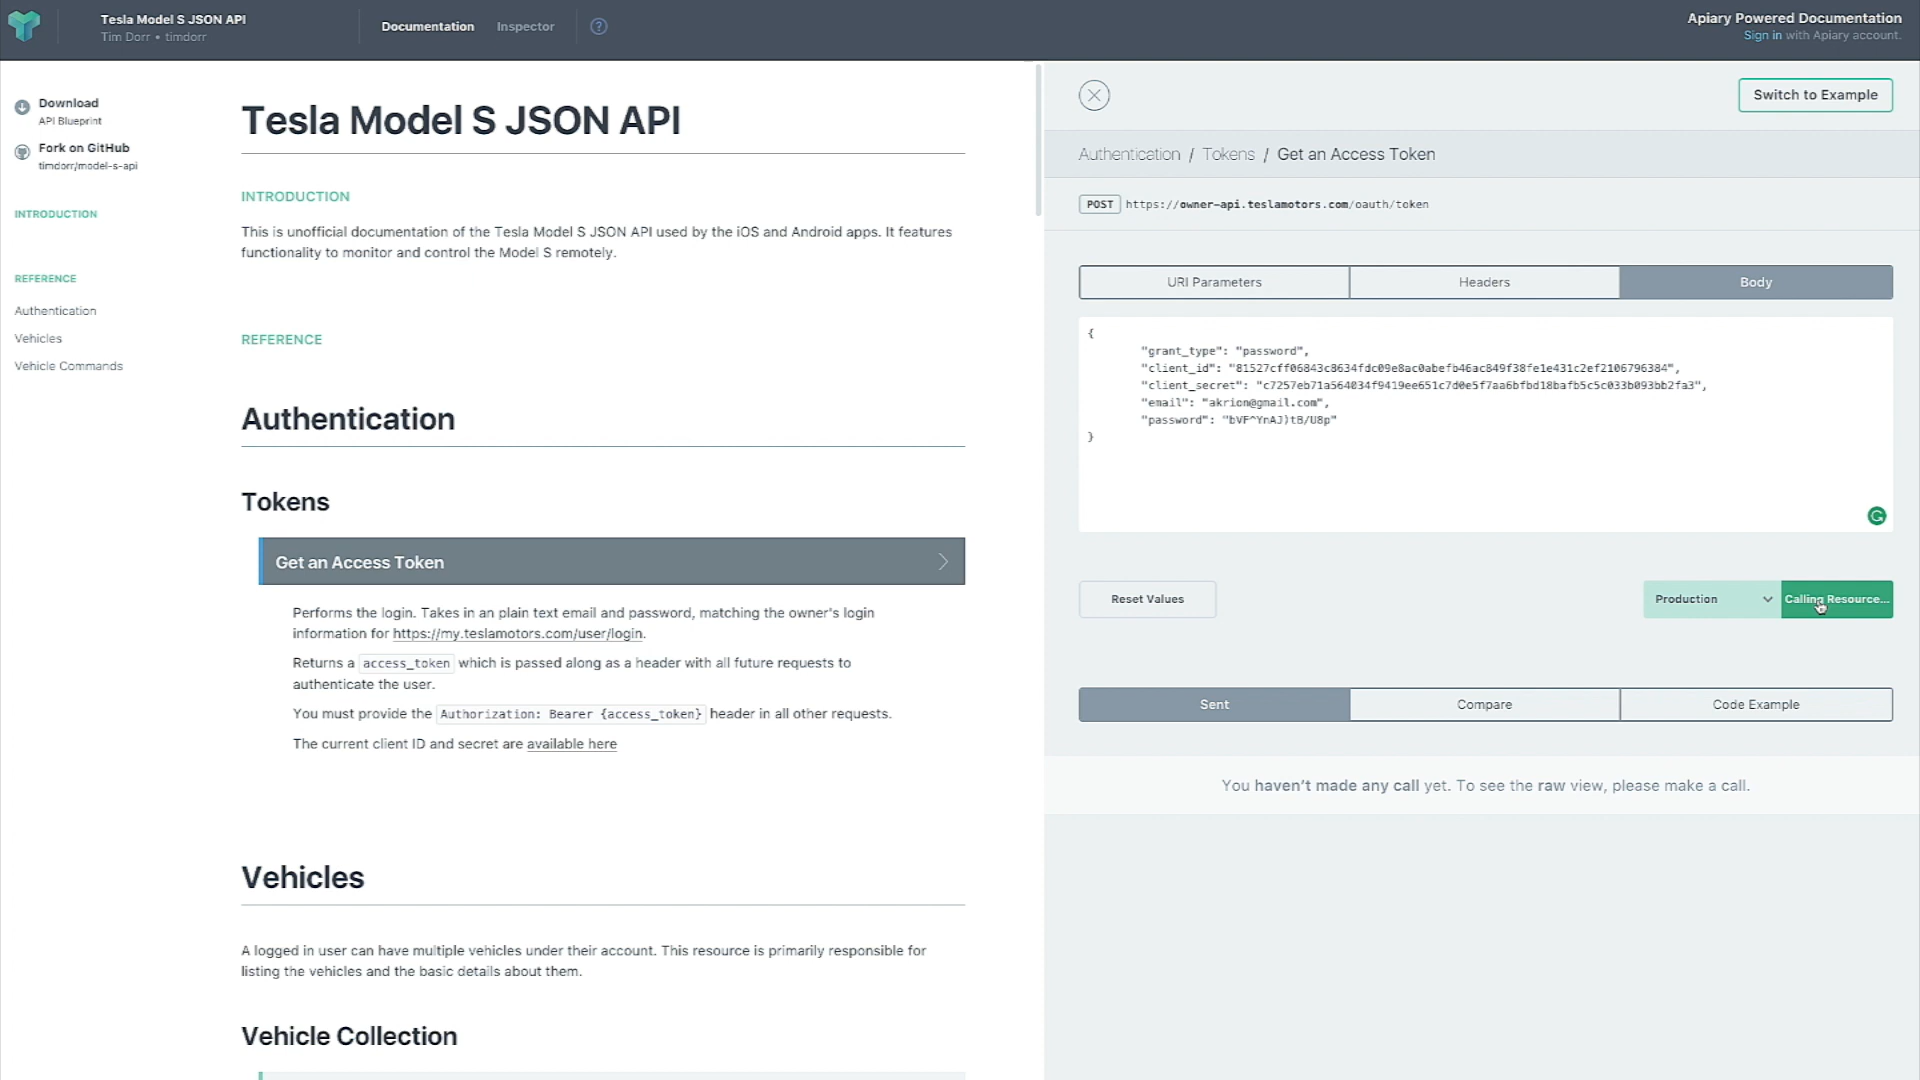 Tesla Model S JSON API
Tim Dorr • timdorr
Documentation
Inspector
?
Apiary Powered Documentation
Sign in with Apiary account.
Download
API Blueprint
Fork on GitHub
timdorr/model-s-api
INTRODUCTION
REFERENCE
Authentication
Vehicles
Vehicle Commands
Tesla Model S JSON API
INTRODUCTION
This is unofficial documentation of the Tesla Model S JSON API used by the iOS and Android apps. It features
functionality to monitor and control the Model S remotely.
REFERENCE
Authentication
Tokens
Get an Access Token
Performs the login. Takes in an plain text email and password, matching the owner's login
information for https://my.teslamotors.com/user/login.
Returns a access_token which is passed along as a header with all future requests to
authenticate the user.
You must provide the Authorization: Bearer {access_token} header in all other requests.
The current client ID and secret are available here
Vehicles
A logged in user can have multiple vehicles under their account. This resource is primarily responsible for
listing the vehicles and the basic details about them.
Vehicle Collection
Switch to Example
Authentication / Tokens / Get an Access Token
POST https://owner-api.teslamotors.com/oauth/token
URI Parameters
Headers
Body
{
"grant_type": "password",
"client_id": "81527cff06843c8634fdc09e8ac0abefb46ac849f38fe1e431c2ef2106796384",
"client_secret": "c7257eb71a564034f9419ee651c7d0e5f7aa6bfbd18bafb5c5c033b093bb2fa3",
"email": "akrion@gmail.com",
"password": "bVF^YnAJ)tB/U8p"
}
Reset Values
Production
Calling Resource...
Sent
Compare
Code Example
You haven't made any call yet. To see the raw view, please make a call.